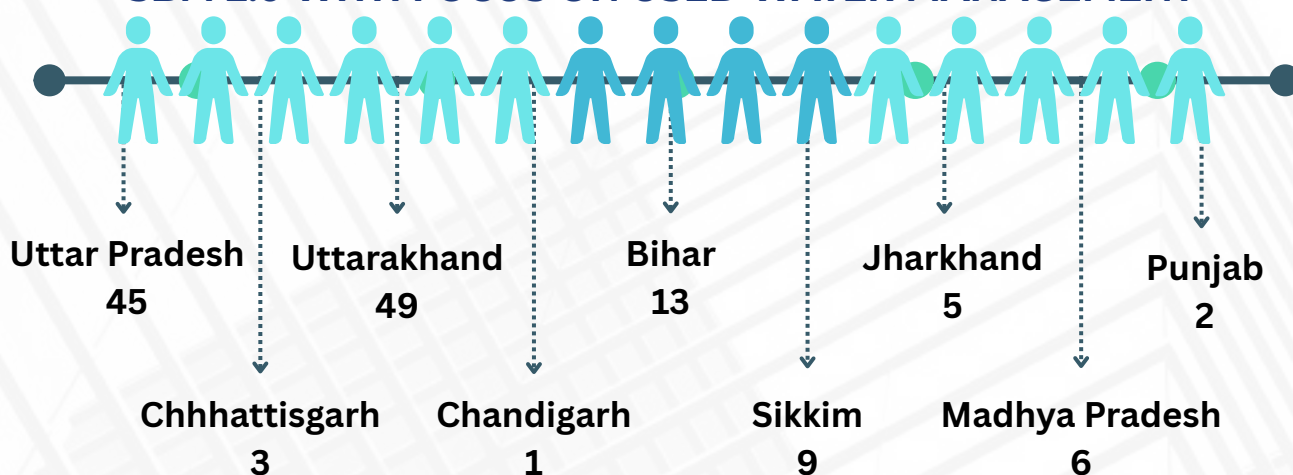 Uttar Pradesh
45
Uttarakhand
49
Bihar
13
Jharkhand
5
Punjab
2
Chhhattisgarh
3
Chandigarh
1
Sikkim
9
Madhya Pradesh
6